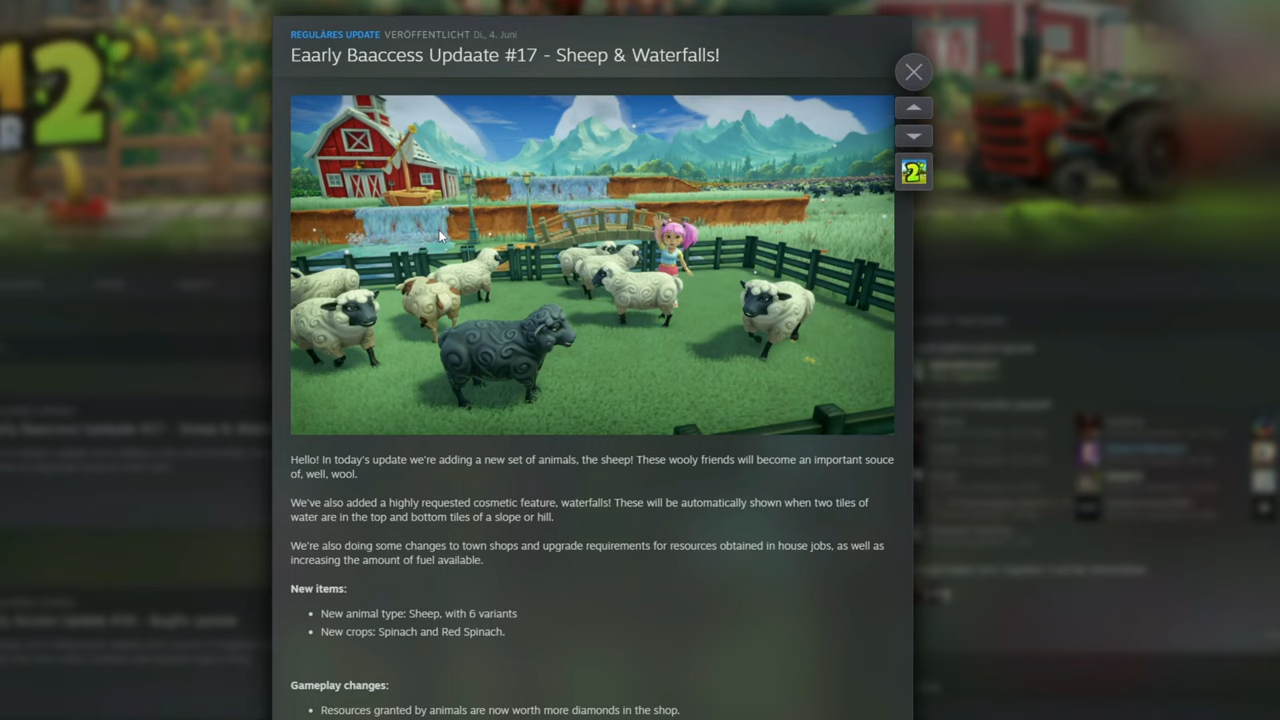 REGULÄRES UPDATE VERÖFFENTLICHT Di., 4. Juni
Eaarly Baaccess Updaate #17 - Sheep & Waterfalls!
2
2
Hello! In today's update we're adding a new set of animals, the sheep! These wooly friends will become an important souce
of, well, wool.
We've also added a highly requested cosmetic feature, waterfalls! These will be automatically shown when two tiles of
water are in the top and bottom tiles of a slope or hill.
We're also doing some changes to town shops and upgrade requirements for resources obtained in house jobs, as well as
increasing the amount of fuel available.
New items:
• New animal type: Sheep, with 6 variants
• New crops: Spinach and Red Spinach.
Gameplay changes:
• Resources granted by animals are now worth more diamonds in the shop.